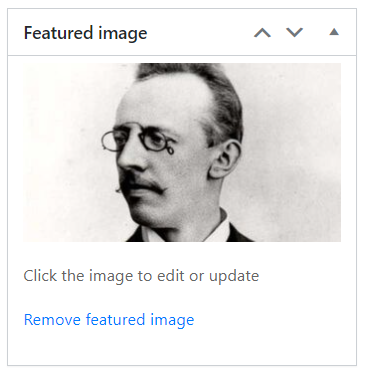 Featured image
Click the image to edit or update
Remove featured image